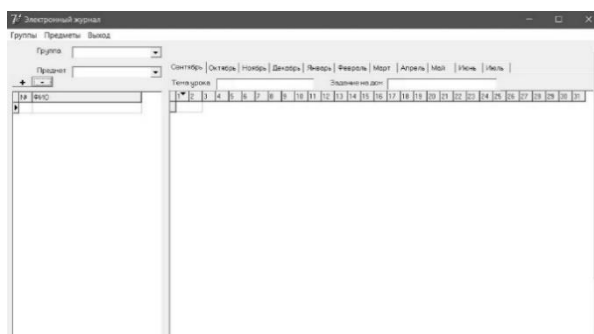 Электронный журнал
Группы Предметы Выход
Группа
Предмет
Сентябрь Октябрь Ноябрь Декабрь Январь Февраль Март Апрель Май Июнь Июль
+ -
Тема урока Задание на дом
№ ФИО
1 2 3 4 5 6 7 8 9 10 11 12 13 14 15 16 17 18 19 20 21 22 23 24 25 26 27 28 29 30 31